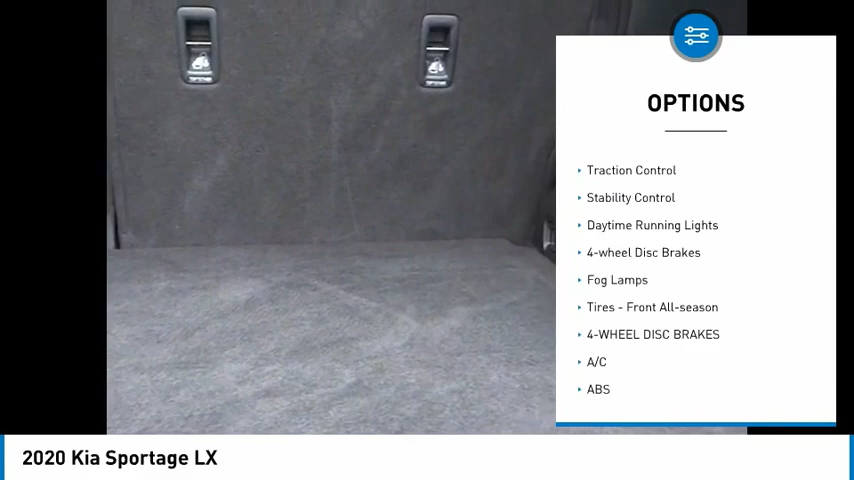 OPTIONS
Traction Control
Stability Control
Daytime Running Lights
4-wheel Disc Brakes
Fog Lamps
Tires - Front All-season
4-WHEEL DISC BRAKES
A/C
ABS
2020 Kia Sportage LX